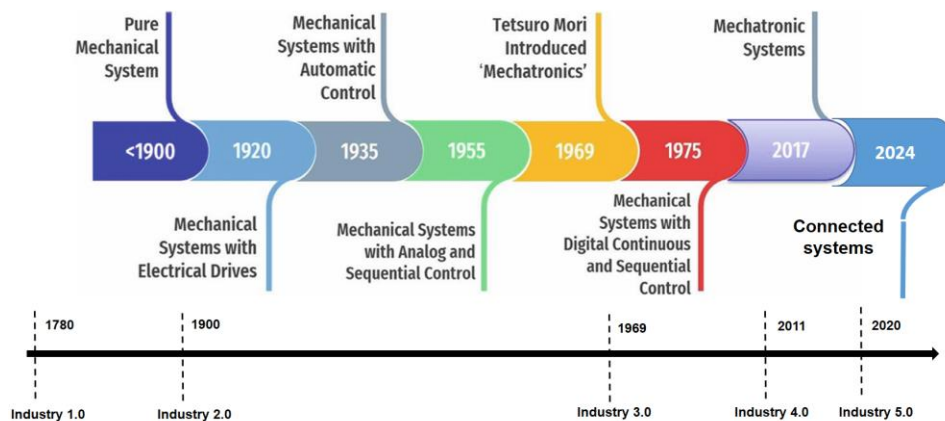 Pure
Mechanical
System
Mechanical
Systems with
Automatic
Control
Tetsuro Mori
Introduced
‘Mechatronics’
Mechatronic
Systems
<1900
1920
1935
1955
1969
1975
2017
2024
Mechanical
Systems with
Electrical Drives
Mechanical Systems
with Analog and
Sequential Control
Mechanical
Systems with
Digital Continuous
and Sequential
Control
Connected
systems
1780
1900
1969
2011
2020
Industry 1.0
Industry 2.0
Industry 3.0
Industry 4.0
Industry 5.0